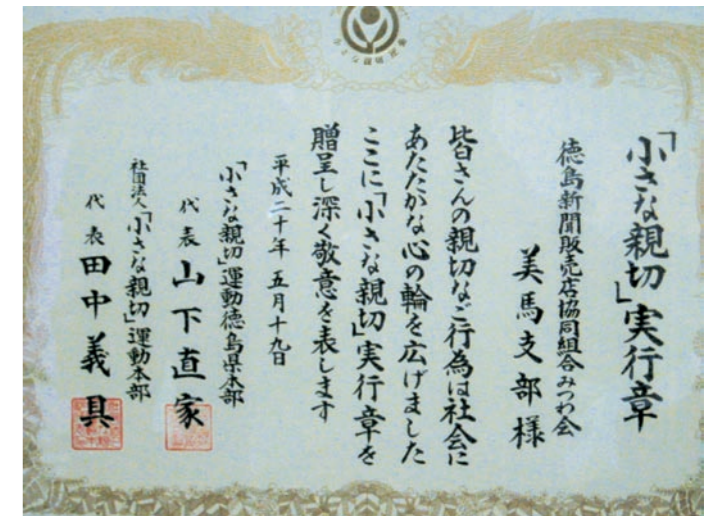 「小さな親切」実行章
徳島新聞販売店協同組合みつわ会
美馬支部様
皆さんの親切なご行為は社会に
あたたかな心の輪を広げました
ここに「小さな親切」実行章を
贈呈し深く敬意を表します
平成二十年五月十九日
「小さな親切」運動徳島県本部
代表 山下直家
社団法人「小さな親切」運動本部
代表 田中義具